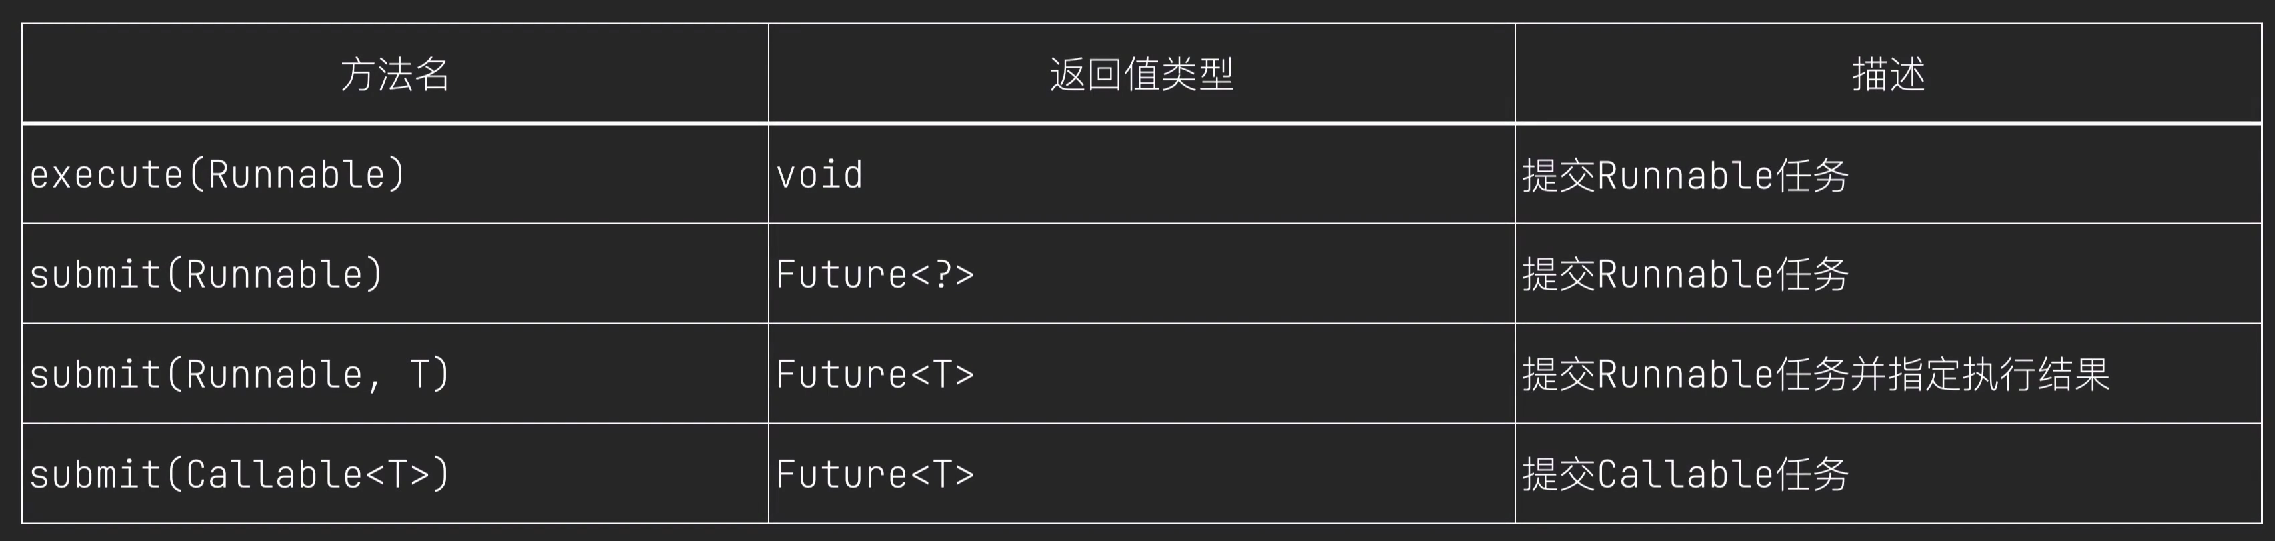 方法名 返回值类型 描述
execute(Runnable) void 提交Runnable任务
submit(Runnable) Future<?> 提交Runnable任务
submit(Runnable, T) Future<T> 提交Runnable任务并指定执行结果
submit(Callable<T>) Future<T> 提交Callable任务